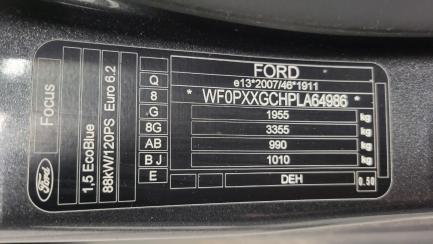 Focus
1,5 EcoBlue
88kW/120PS Euro 6.2
Ford
Q
8
.G
8G
AB
B J
E
FORD
e13*2007/46*1911
* WF0PXXGCHPLA64986 *
1955 kg
3355 kg
990 kg
1010 kg
DEH 0.50